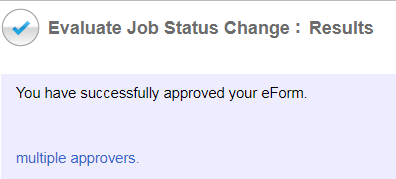 Evaluate Job Status Change : Results
You have successfully approved your eForm.
multiple approvers.